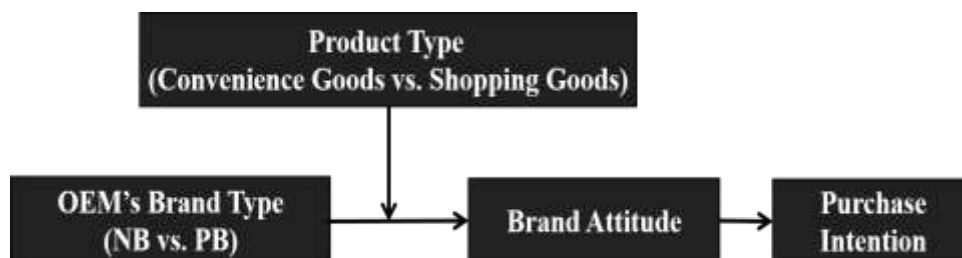 Product Type
(Convenience Goods vs. Shopping Goods)
OEM's Brand Type
(NB vs. PB)
Brand Attitude
Purchase
Intention